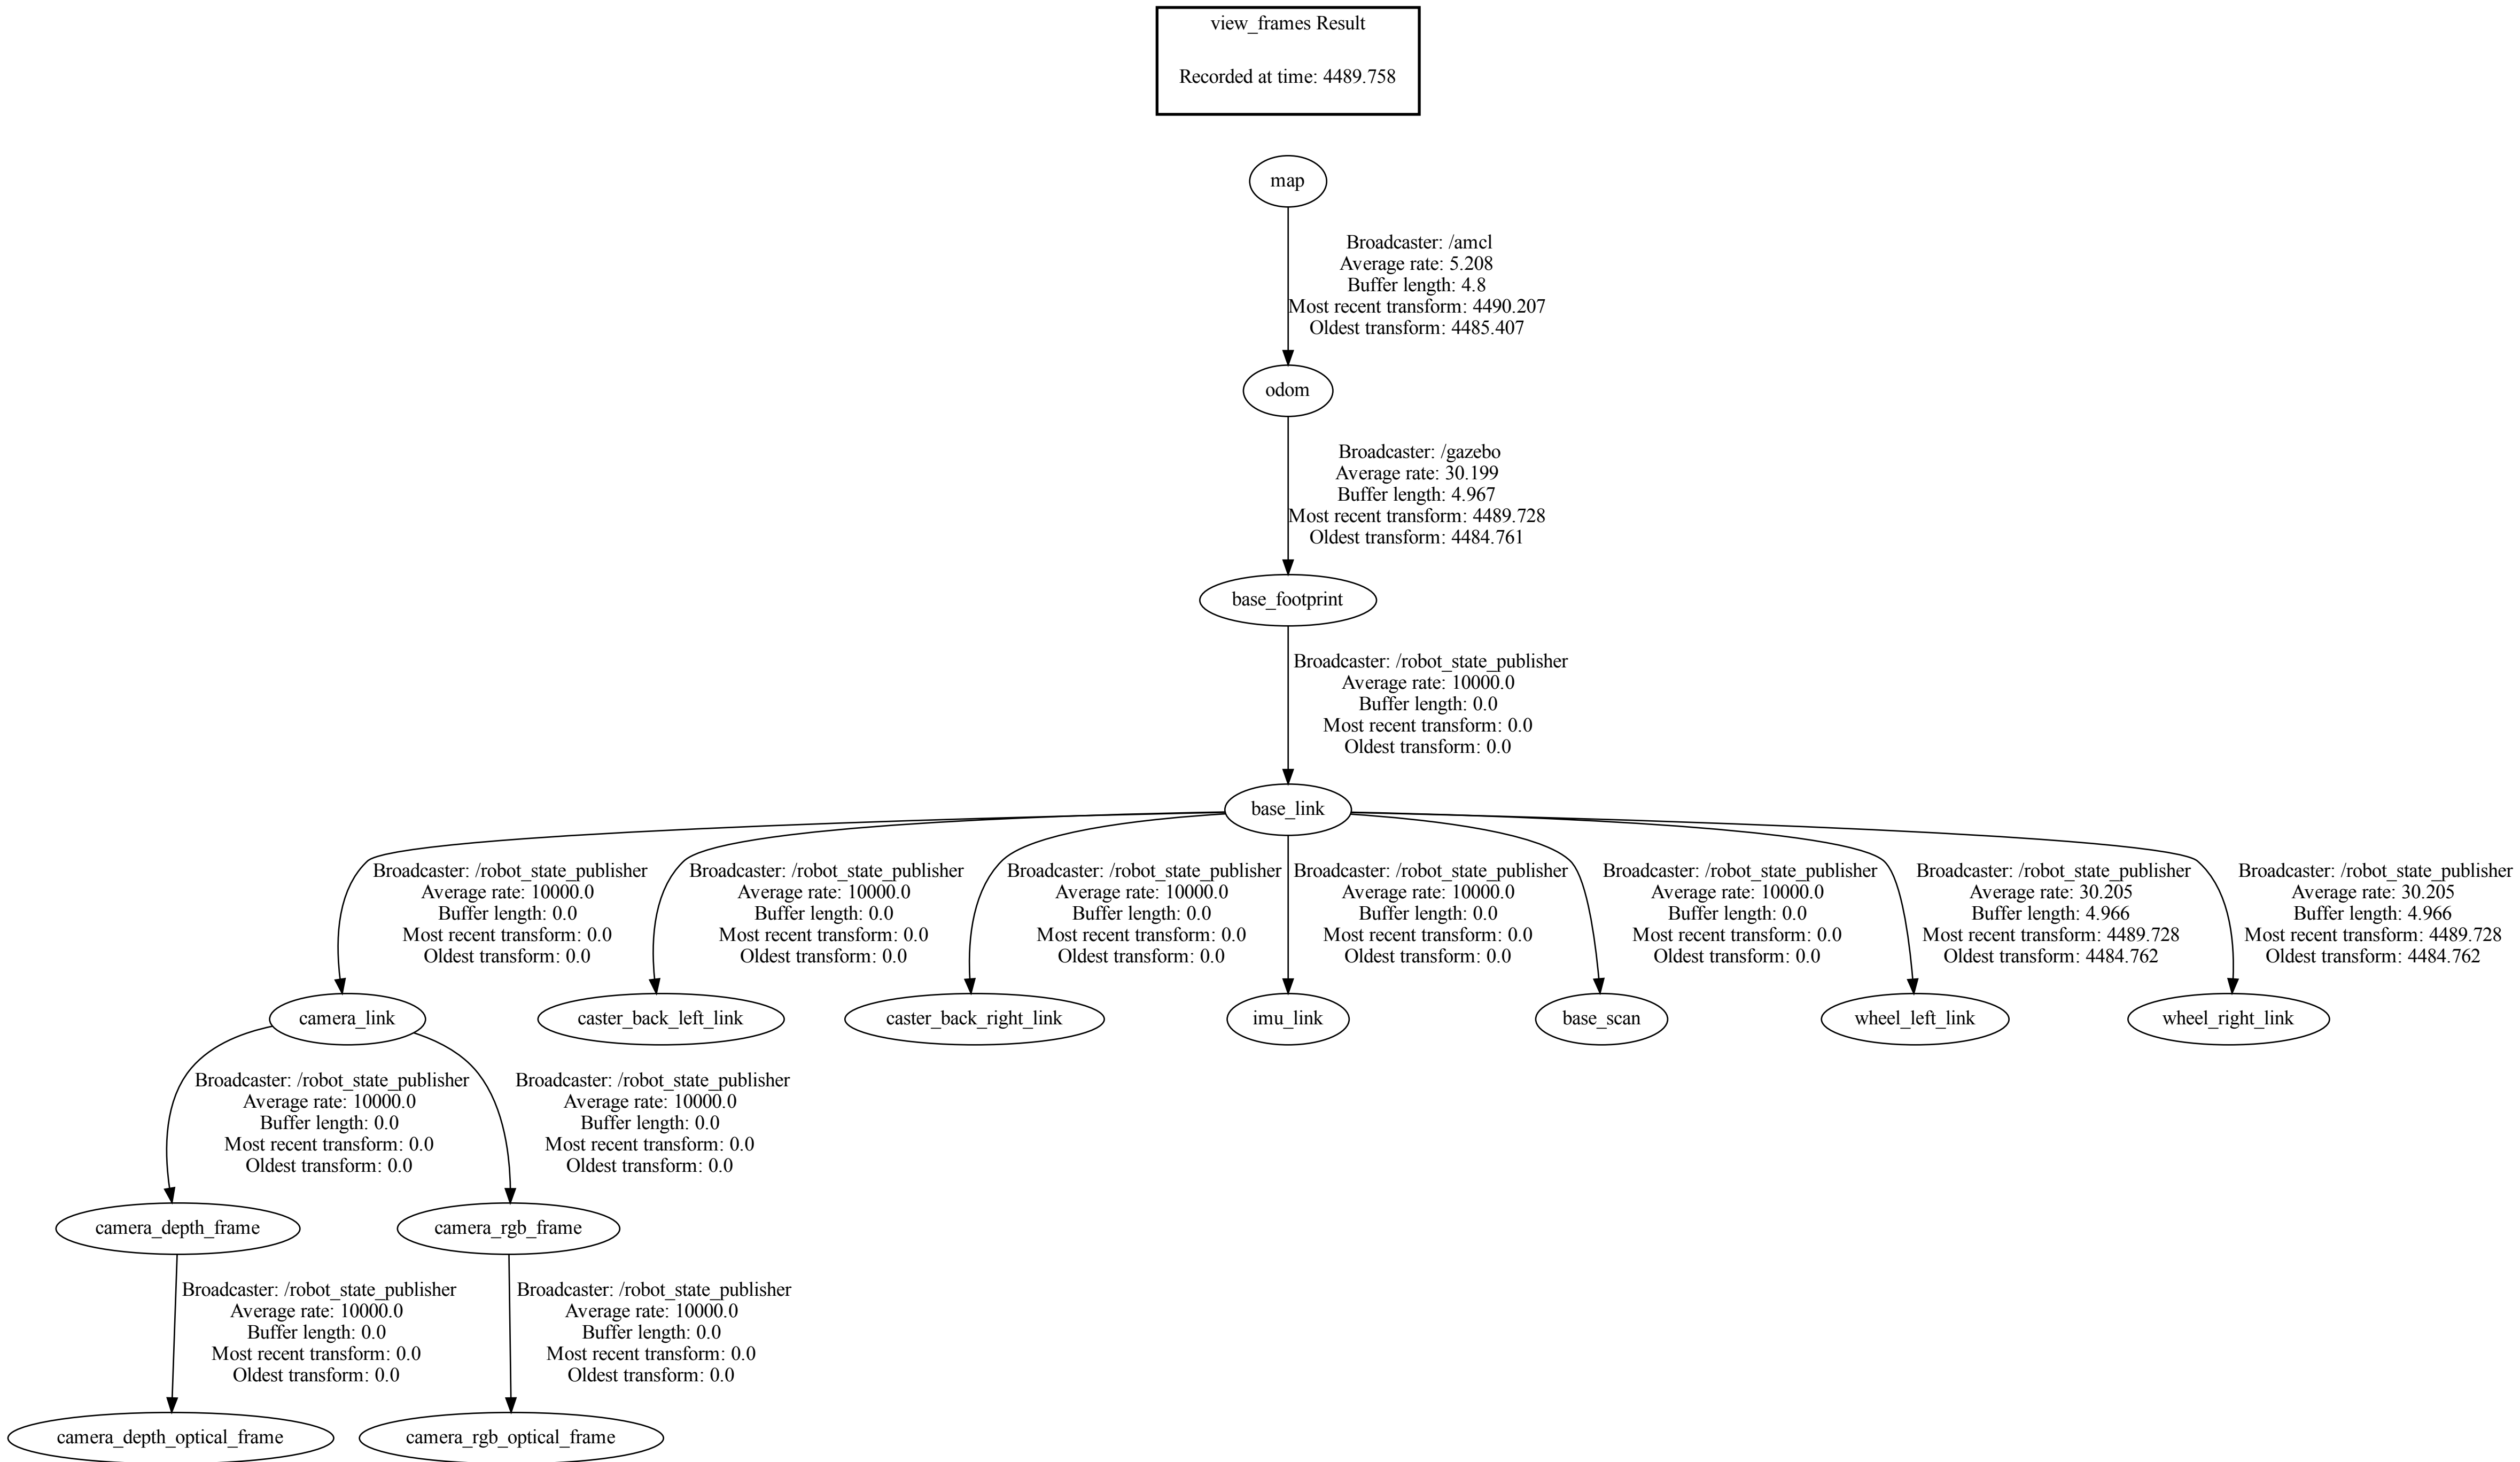 view_frames Result
Recorded at time: 4489.758
map
Broadcaster: /amcl
Average rate: 5.208
Buffer length: 4.8
Most recent transform: 4490.207
Oldest transform: 4485.407
odom
Broadcaster: /gazebo
Average rate: 30.199
Buffer length: 4.967
Most recent transform: 4489.728
Oldest transform: 4484.761
base_footprint
Broadcaster: /robot_state_publisher
Average rate: 10000.0
Buffer length: 0.0
Most recent transform: 0.0
Oldest transform: 0.0
base_link
Broadcaster: /robot_state_publisher
Average rate: 10000.0
Buffer length: 0.0
Most recent transform: 0.0
Oldest transform: 0.0
Broadcaster: /robot_state_publisher
Average rate: 10000.0
Buffer length: 0.0
Most recent transform: 0.0
Oldest transform: 0.0
Broadcaster: /robot_state_publisher
Average rate: 10000.0
Buffer length: 0.0
Most recent transform: 0.0
Oldest transform: 0.0
Broadcaster: /robot_state_publisher
Average rate: 10000.0
Buffer length: 0.0
Most recent transform: 0.0
Oldest transform: 0.0
Broadcaster: /robot_state_publisher
Average rate: 10000.0
Buffer length: 0.0
Most recent transform: 0.0
Oldest transform: 0.0
Broadcaster: /robot_state_publisher
Average rate: 30.205
Buffer length: 4.966
Most recent transform: 4489.728
Oldest transform: 4484.762
Broadcaster: /robot_state_publisher
Average rate: 30.205
Buffer length: 4.966
Most recent transform: 4489.728
Oldest transform: 4484.762
camera_link
caster_back_left_link
caster_back_right_link
imu_link
base_scan
wheel_left_link
wheel_right_link
Broadcaster: /robot_state_publisher
Average rate: 10000.0
Buffer length: 0.0
Most recent transform: 0.0
Oldest transform: 0.0
Broadcaster: /robot_state_publisher
Average rate: 10000.0
Buffer length: 0.0
Most recent transform: 0.0
Oldest transform: 0.0
camera_depth_frame
camera_rgb_frame
Broadcaster: /robot_state_publisher
Average rate: 10000.0
Buffer length: 0.0
Most recent transform: 0.0
Oldest transform: 0.0
Broadcaster: /robot_state_publisher
Average rate: 10000.0
Buffer length: 0.0
Most recent transform: 0.0
Oldest transform: 0.0
camera_depth_optical_frame
camera_rgb_optical_frame